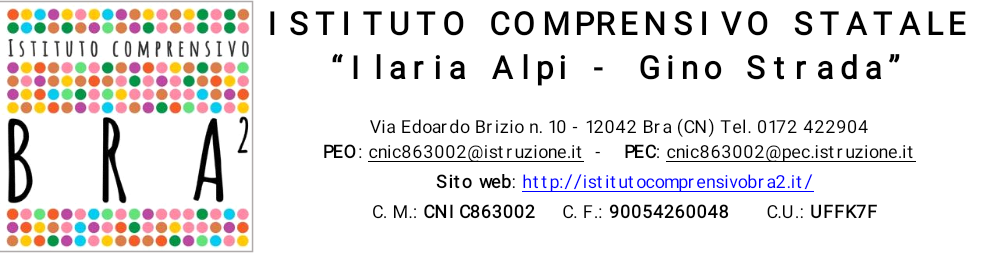 ISTITUTO COMPRENSIVO
BRA²
ISTITUTO COMPRENSIVO STATALE
“Ilaria Alpi - Gino Strada”
Via Edoardo Brizio n. 10 - 12042 Bra (CN) Tel. 0172 422904
PEO: cnic863002@istruzione.it - PEC: cnic863002@pec.istruzione.it
Sito web: http://istitutocomprensivobra2.it/
C. M.: CNIC863002 C. F.: 90054260048 C.U.: UFFK7F